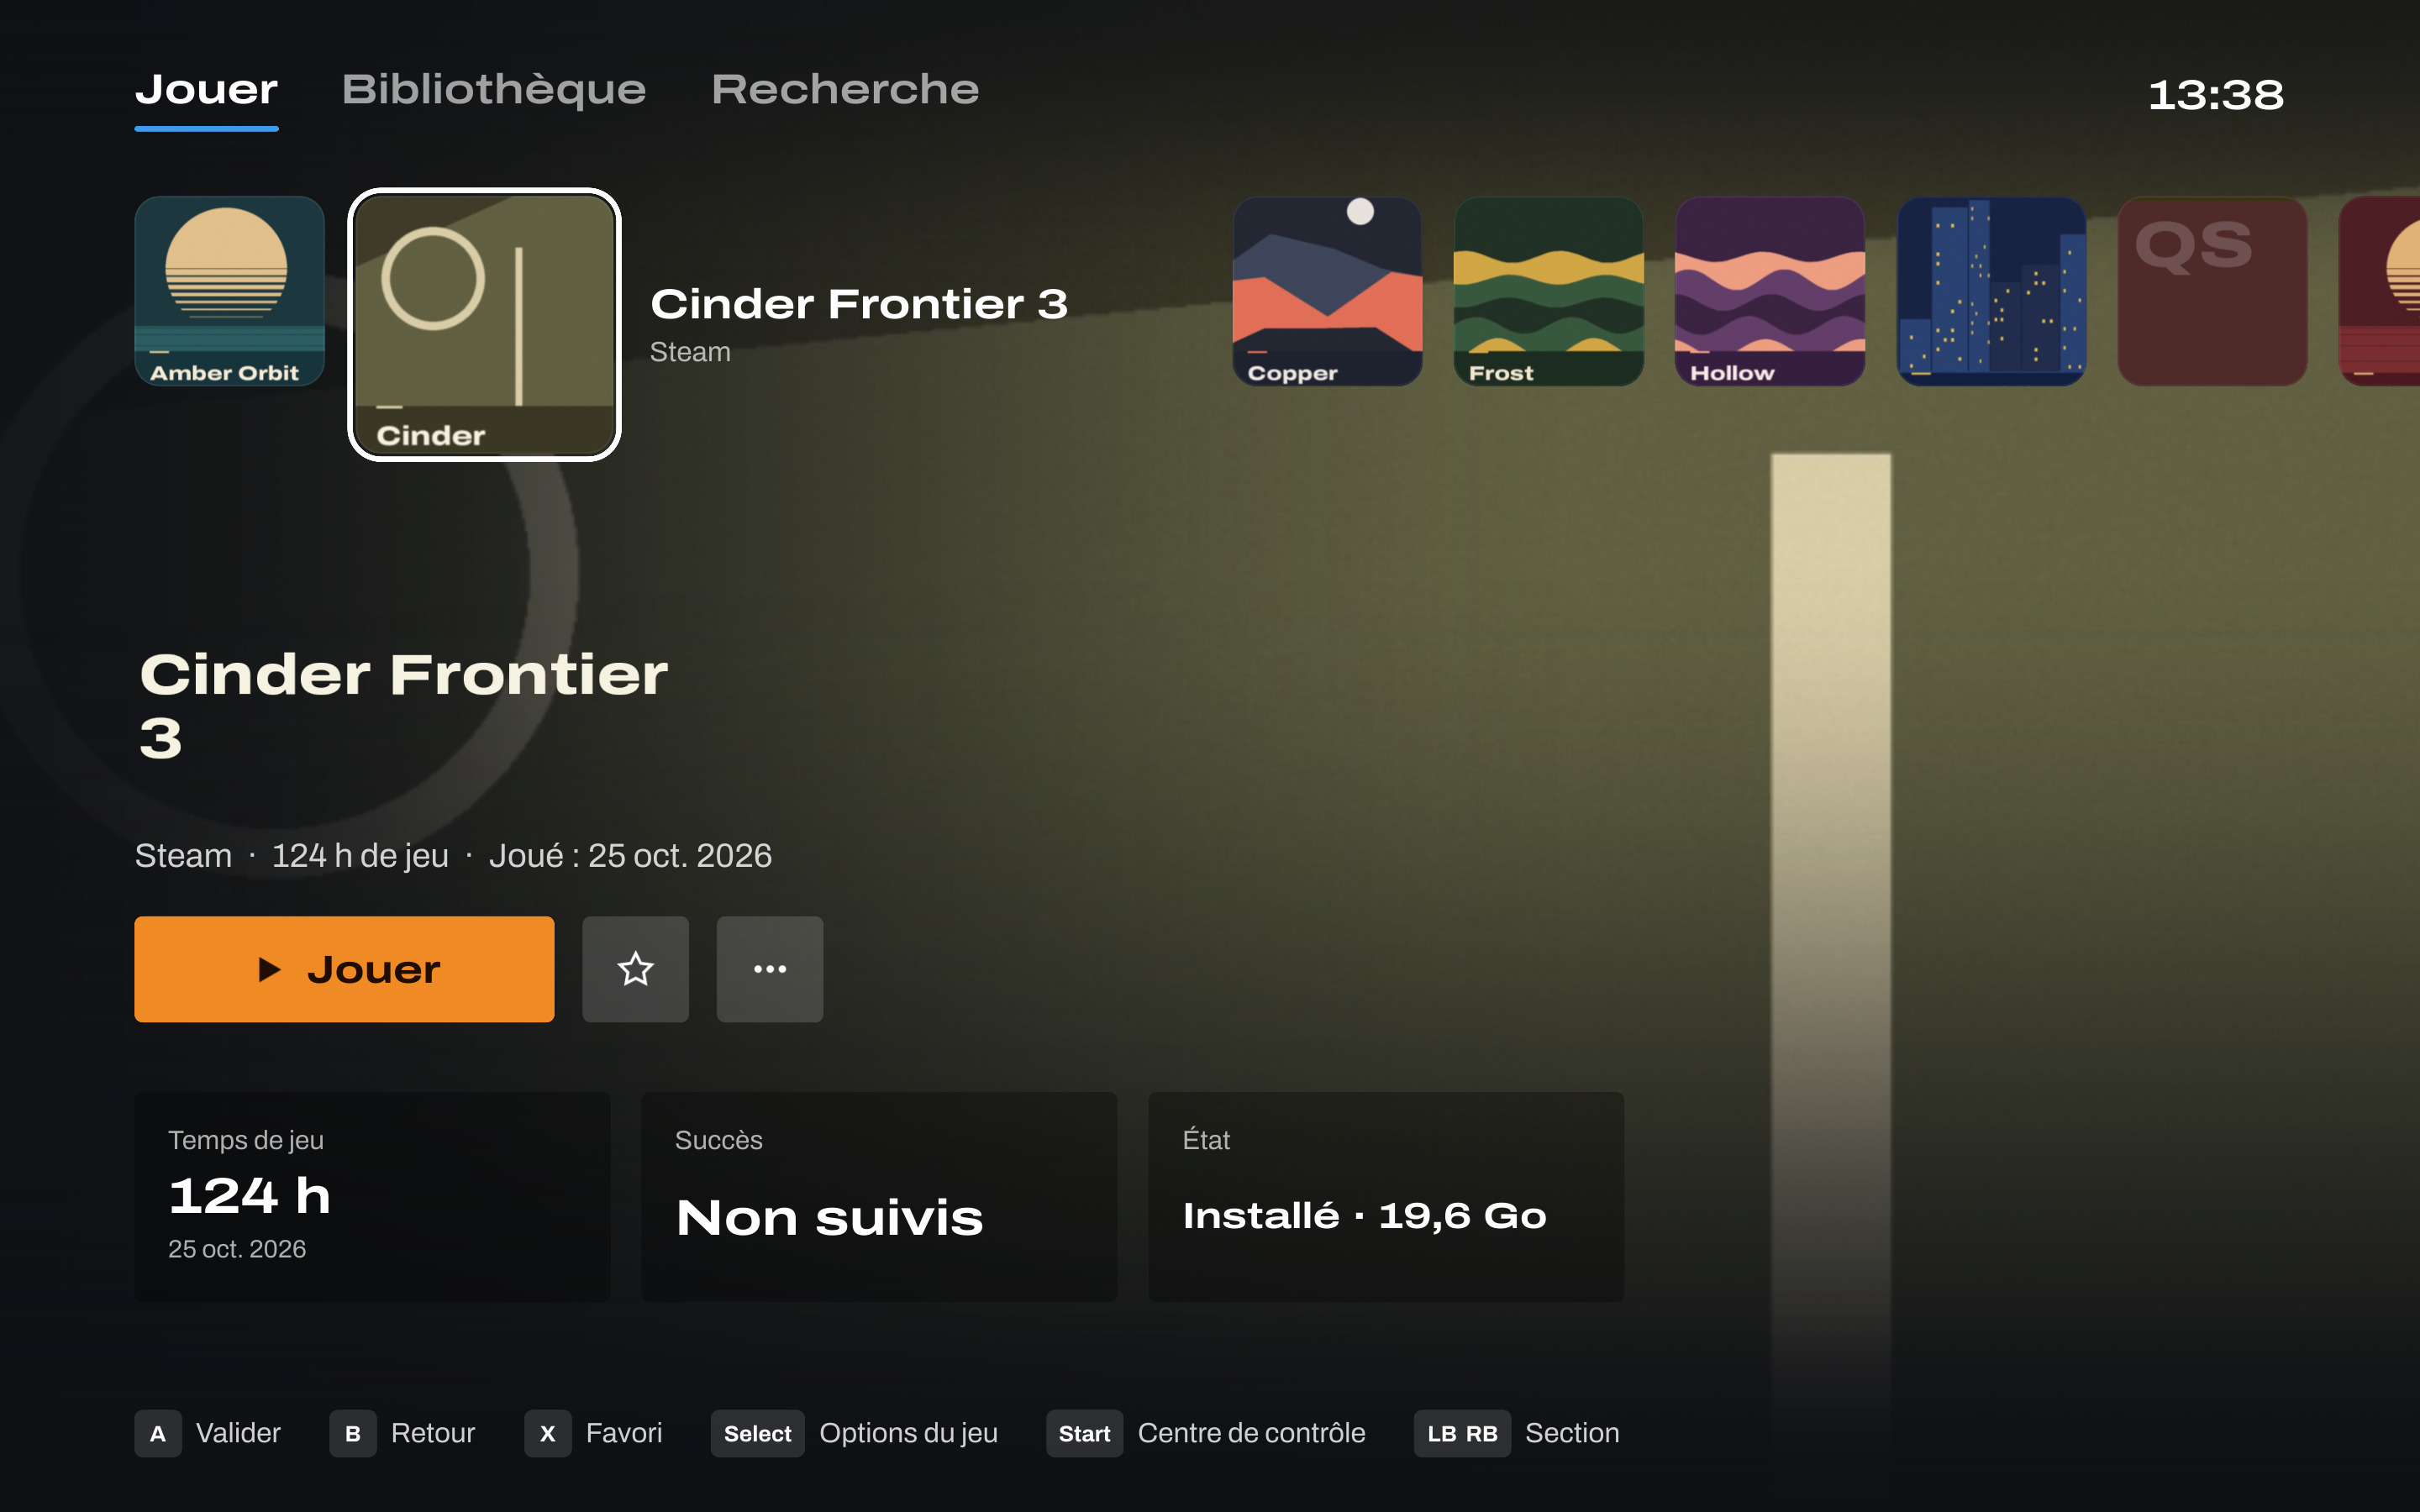 Jouer Bibliothèque Recherche 13:38
Amber Orbit
Cinder
Cinder Frontier 3
Steam
Copper
Frost
Hollow
QS
Cinder Frontier
3
Steam · 124 h de jeu · Joué : 25 oct. 2026
Jouer
Temps de jeu
124 h
25 oct. 2026
Succès
Non suivis
État
Installé · 19,6 Go
A Valider B Retour X Favori Select Options du jeu Start Centre de contrôle LB RB Section